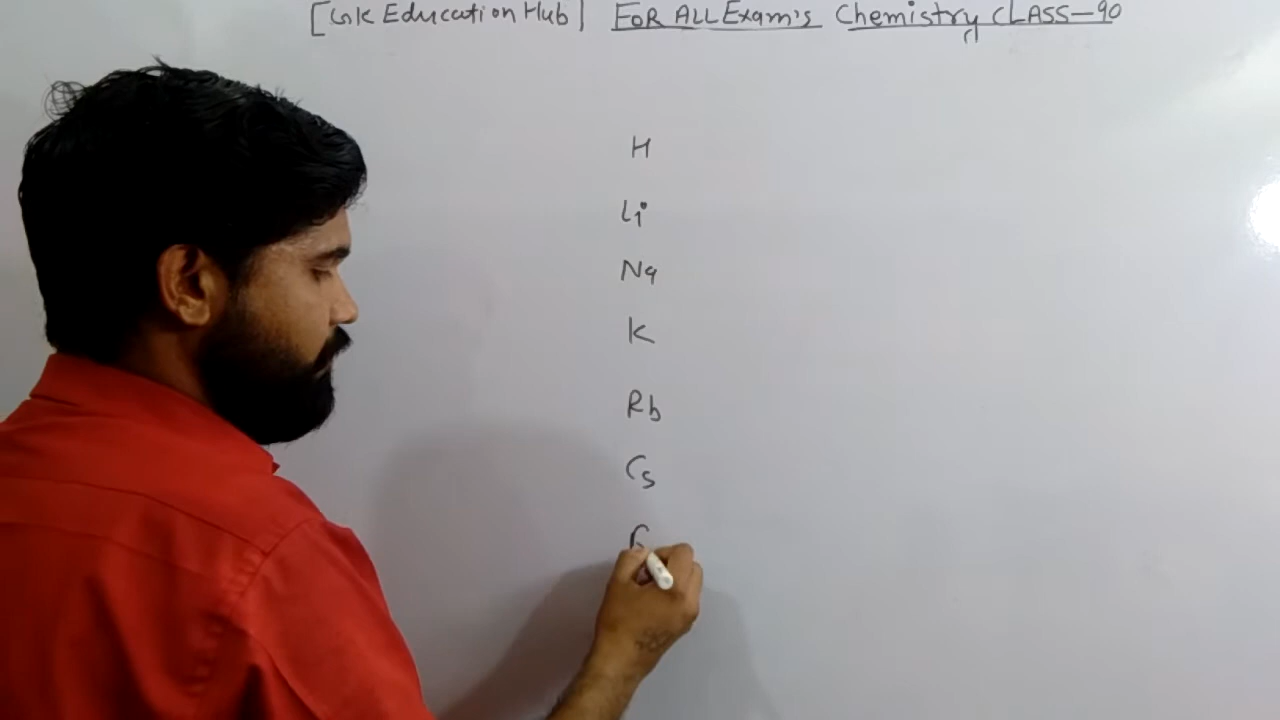 [GK Education Hub] FOR ALL Exam's Chemistry CLASS-90
H
Li
Na
K
Rb
Cs